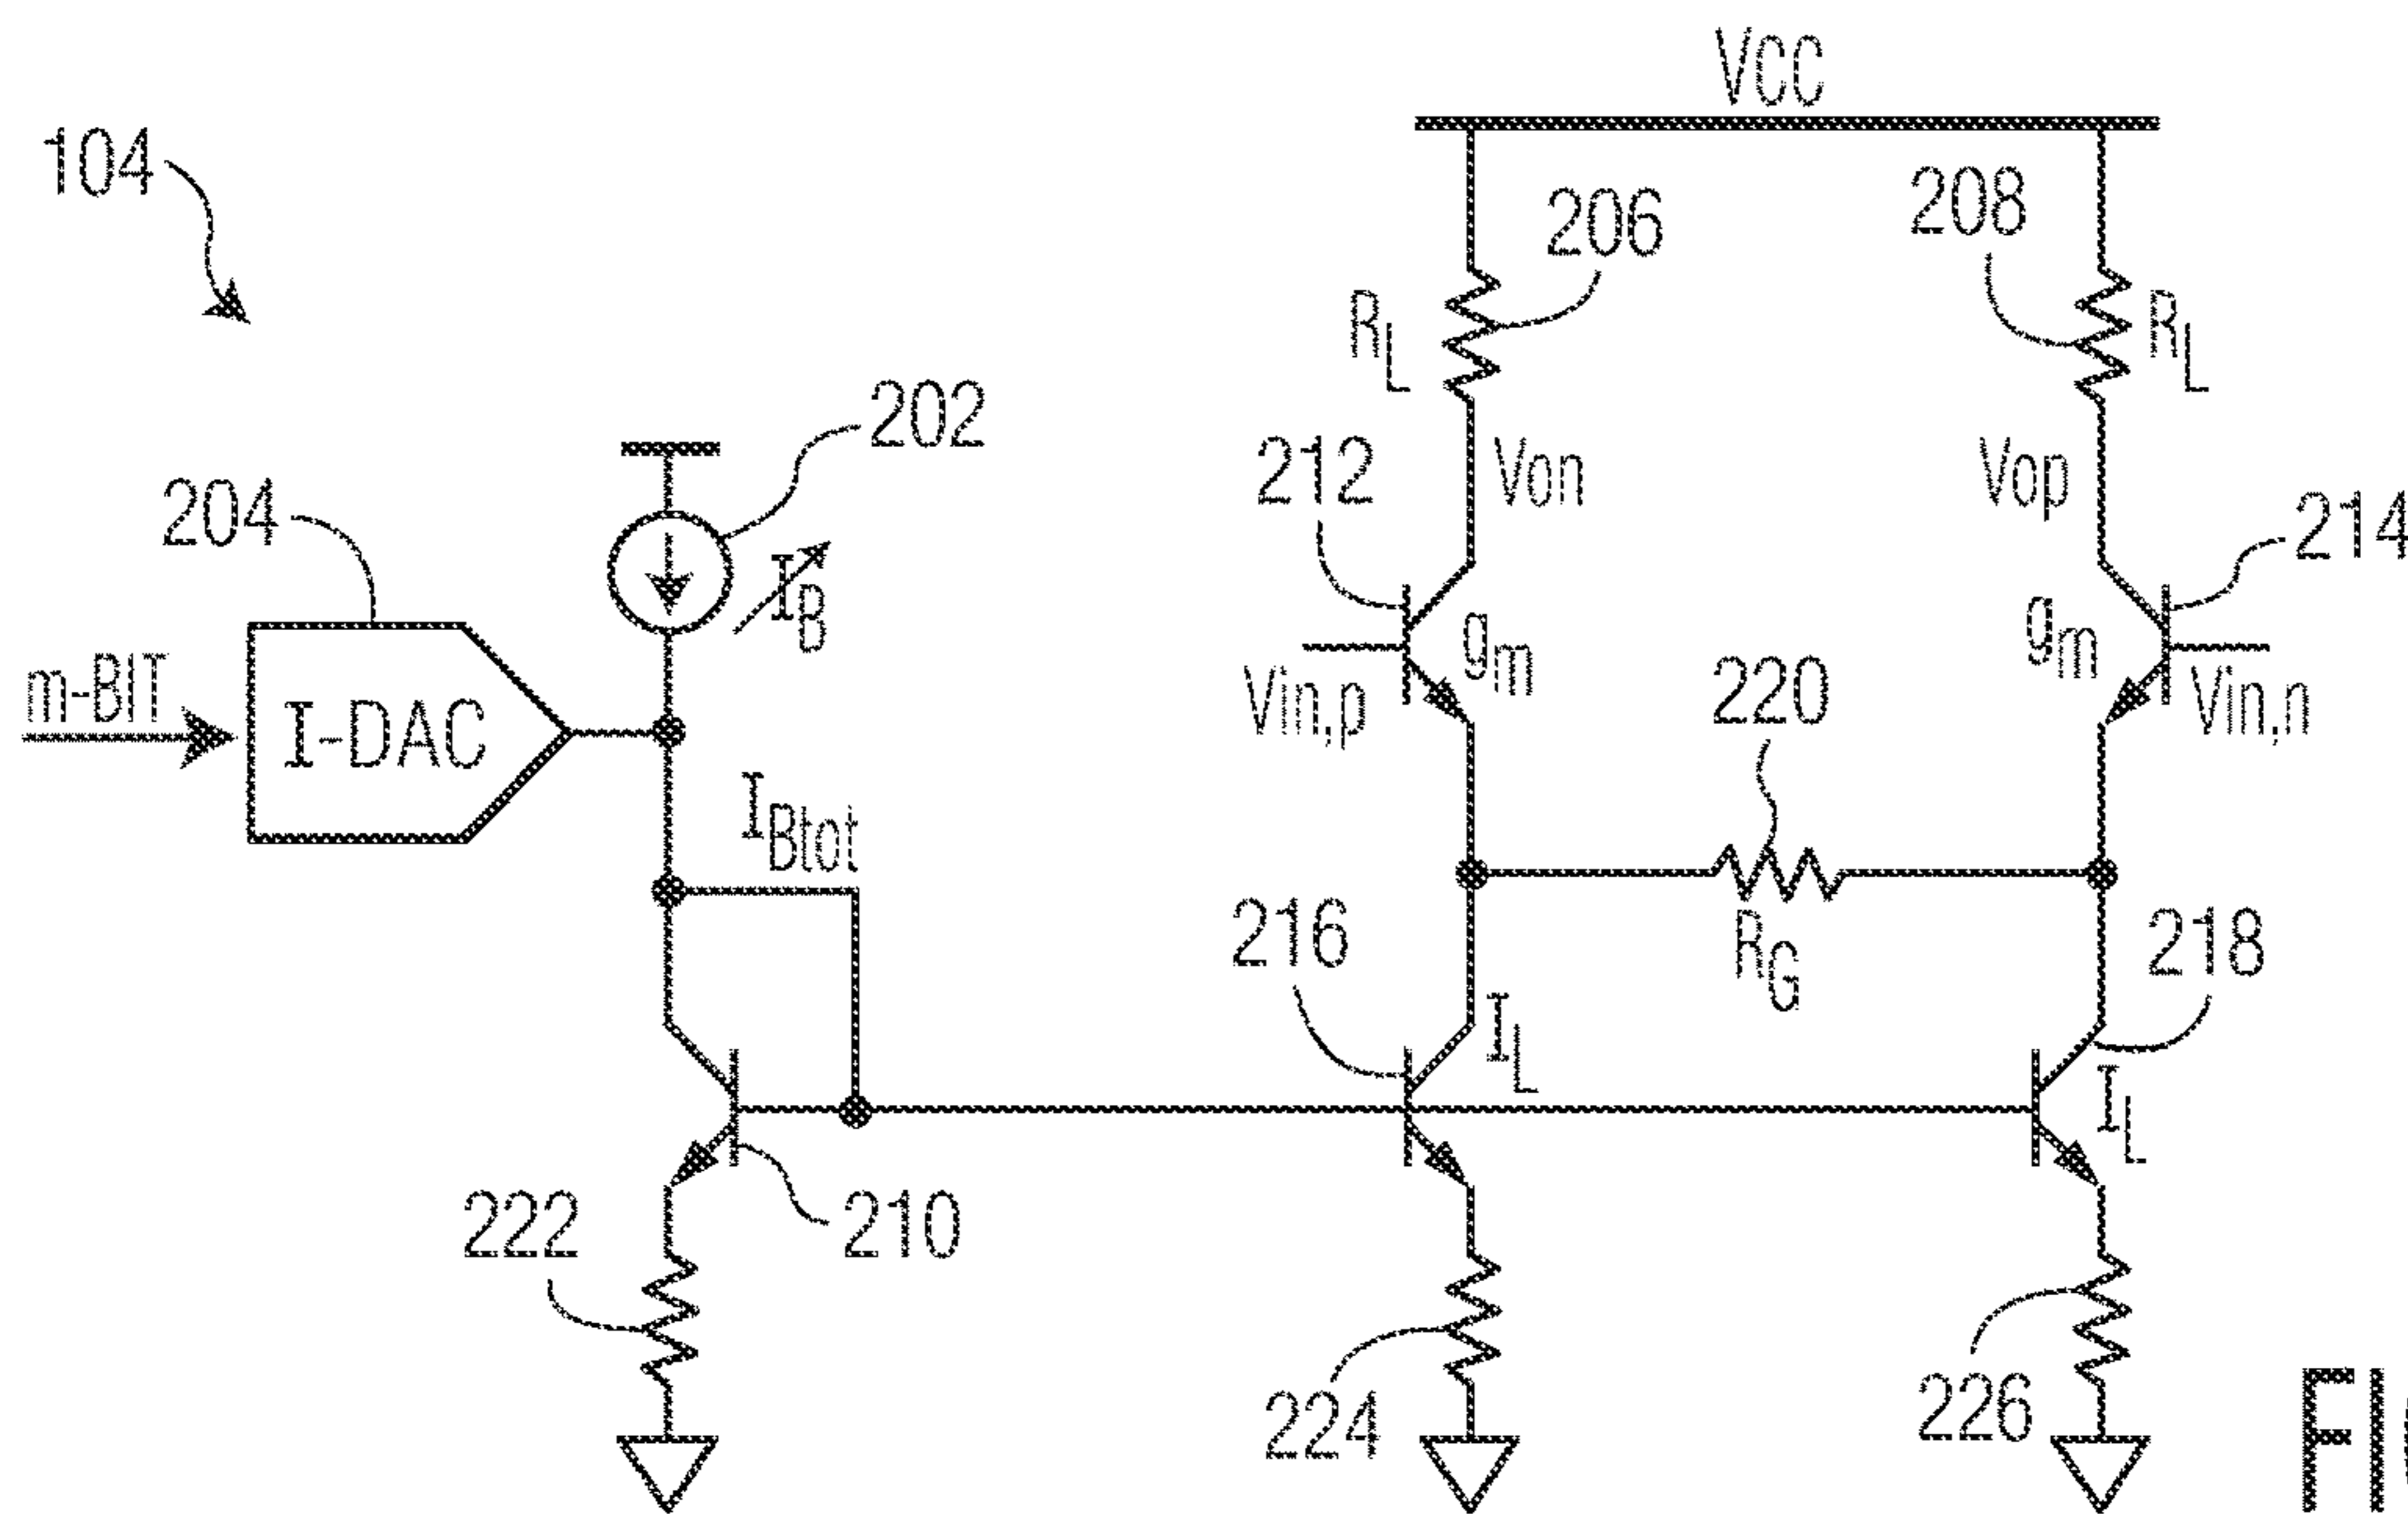 VCC
104
206
208
R_L
R_L
202
212
Von
Vop
214
204
I_B
g_m
g_m
220
m-BIT
I-DAC
Vin,p
Vin,n
I_Btot
216
R_G
218
I_L
I_L
222
210
224
226